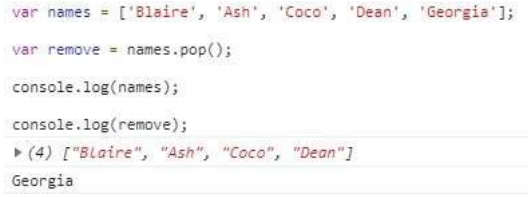 var names = ['Blaire', 'Ash', 'Coco', 'Dean', 'Georgia'];
var remove = names.pop();
console.log(names);
console.log(remove);
▶ (4) ["Blaire", "Ash", "Coco", "Dean"]
Georgia